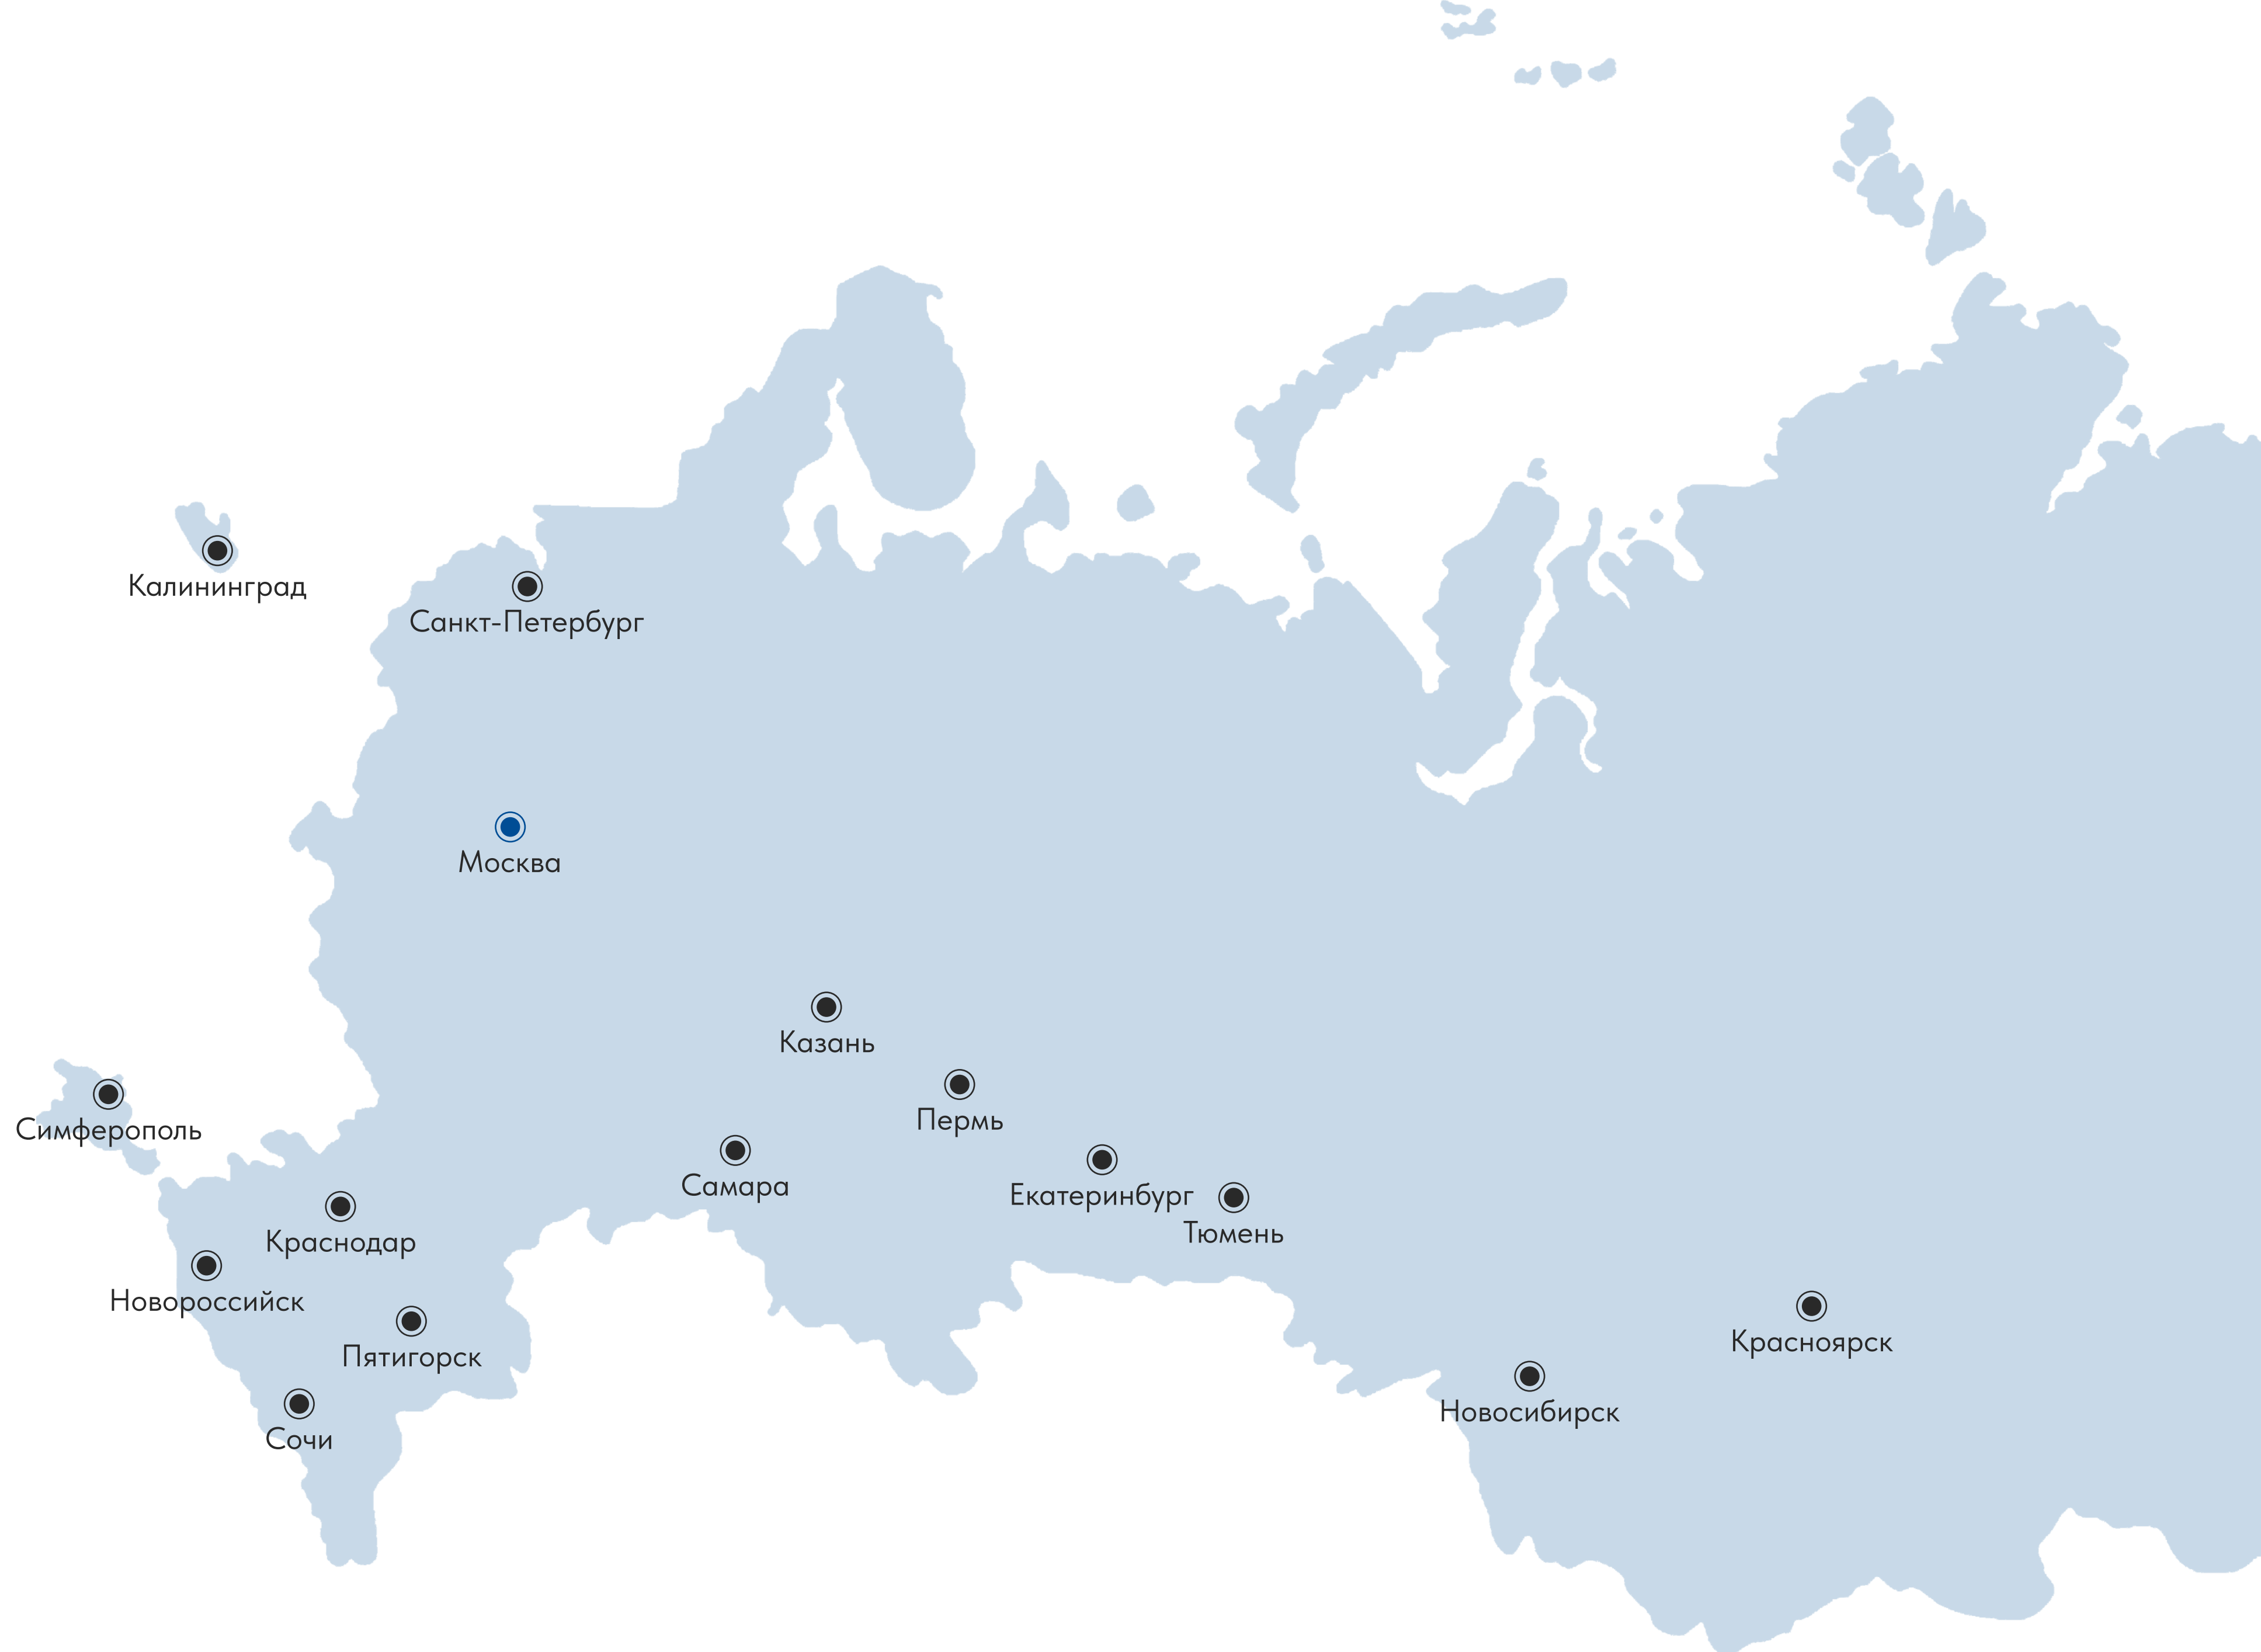 Калининград
Санкт-Петербург
Москва
Казань
Пермь
Симферополь
Самара
Екатеринбург
Тюмень
Краснодар
Новороссийск
Красноярск
Пятигорск
Новосибирск
Сочи